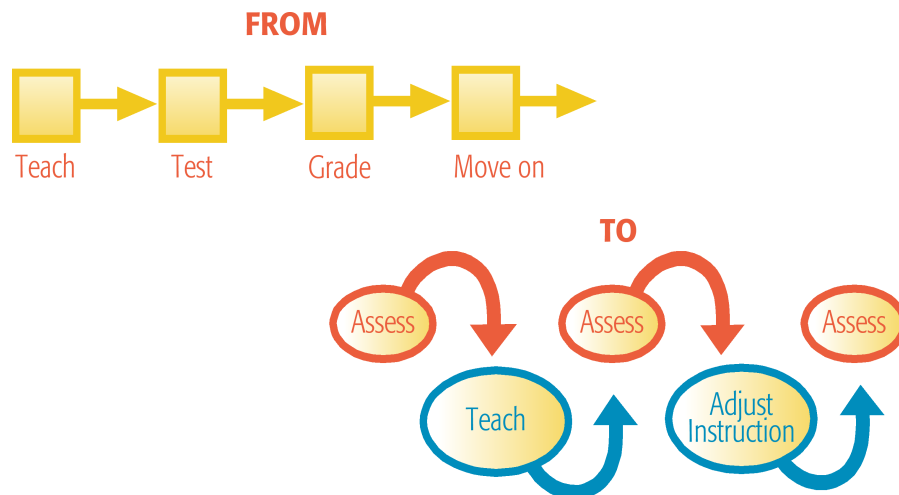 FROM
Teach
Test
Grade
Move on
TO
Assess
Assess
Assess
Teach
Adjust
Instruction